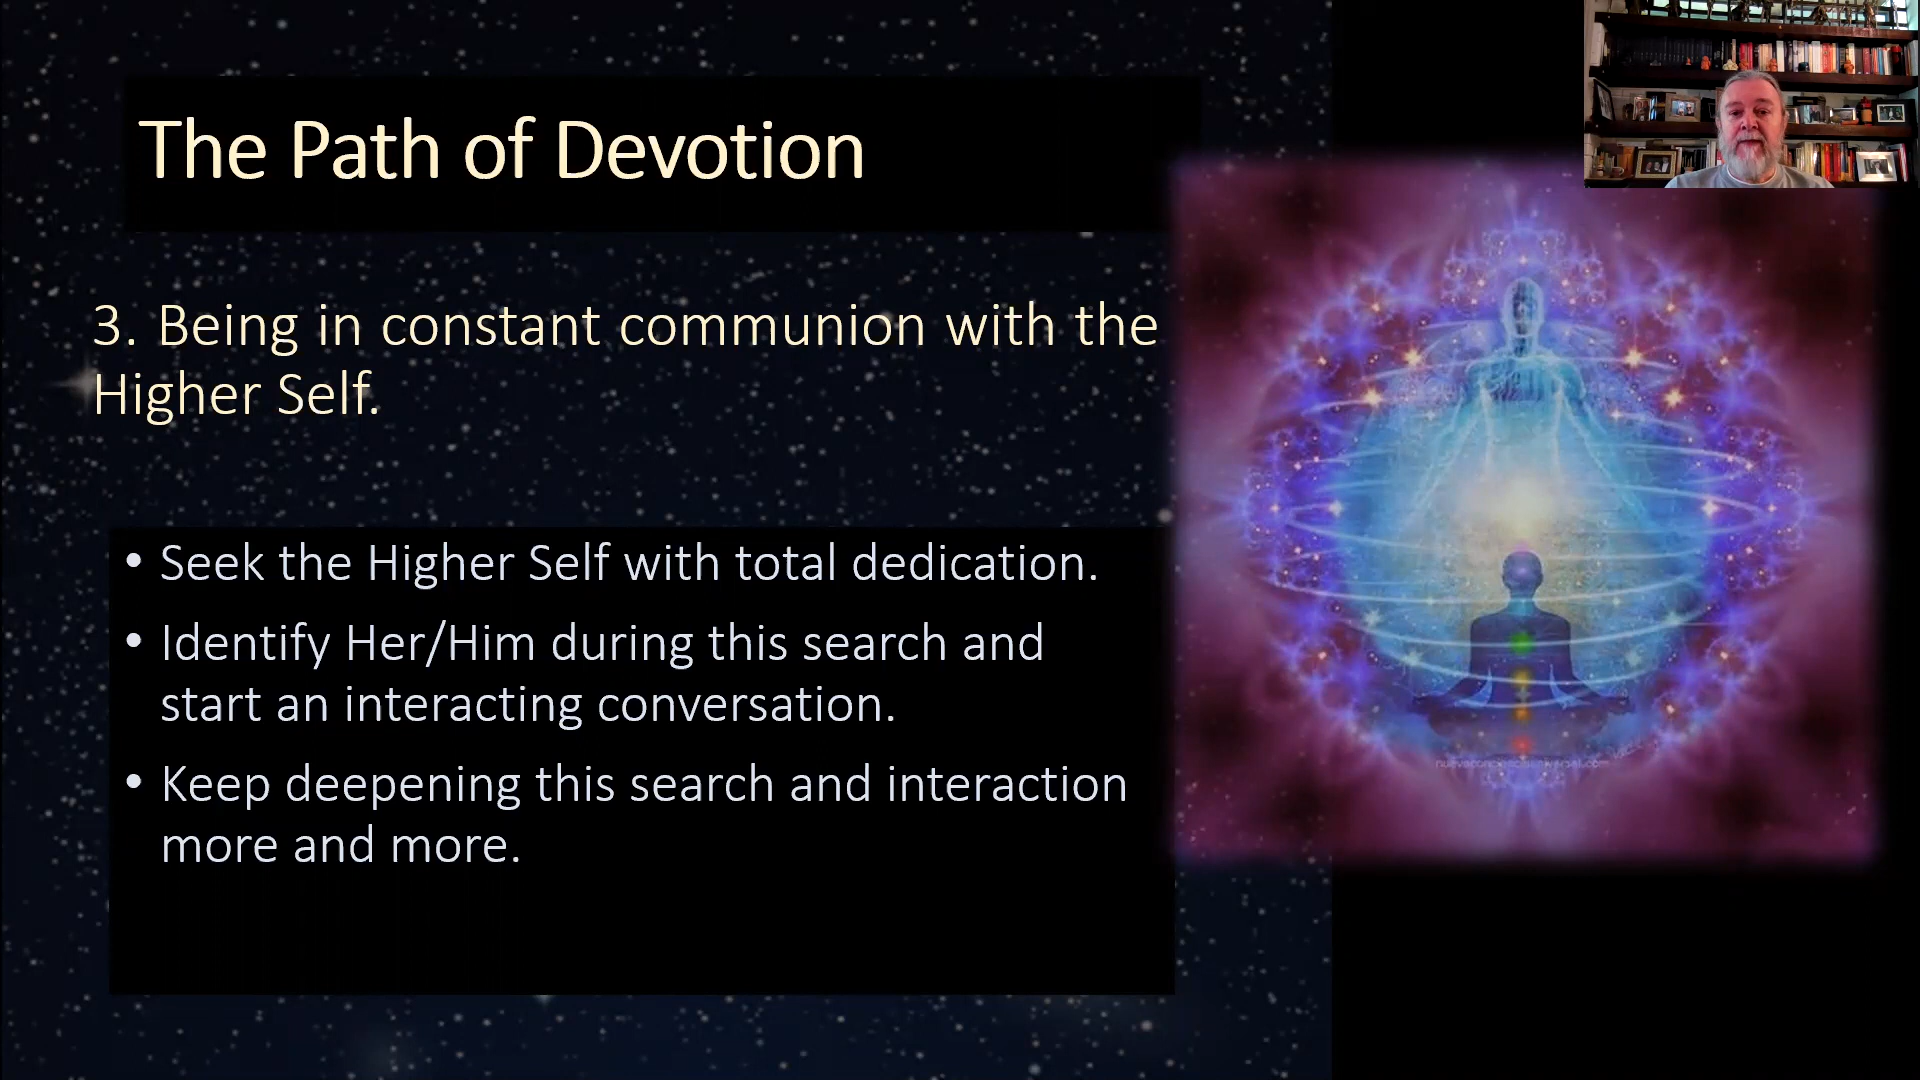 The Path of Devotion
3. Being in constant communion with the
Higher Self.
• Seek the Higher Self with total dedication.
• Identify Her/Him during this search and
start an interacting conversation.
• Keep deepening this search and interaction
more and more.